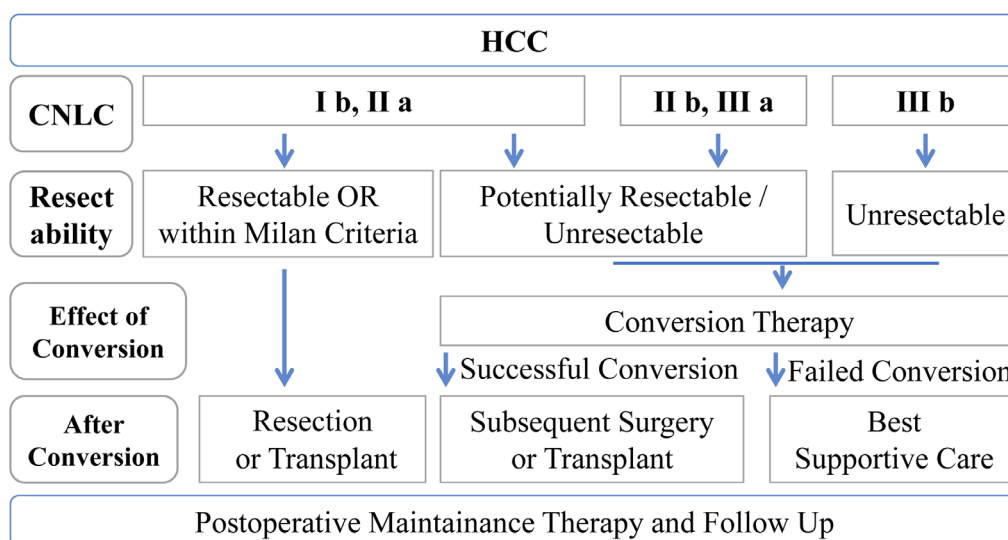 HCC
CNLC
I b, II a
II b, III a
III b
Resect
ability
Resectable OR
within Milan Criteria
Potentially Resectable /
Unresectable
Unresectable
Effect of
Conversion
Conversion Therapy
Successful Conversion
Failed Conversion
After
Conversion
Resection
or Transplant
Subsequent Surgery
or Transplant
Best
Supportive Care
Postoperative Maintainance Therapy and Follow Up